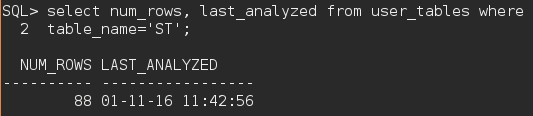 SQL> select num_rows, last_analyzed from user_tables where
  2  table_name='ST';
  NUM_ROWS LAST_ANALYZED
---------- -----------------
        88 01-11-16 11:42:56